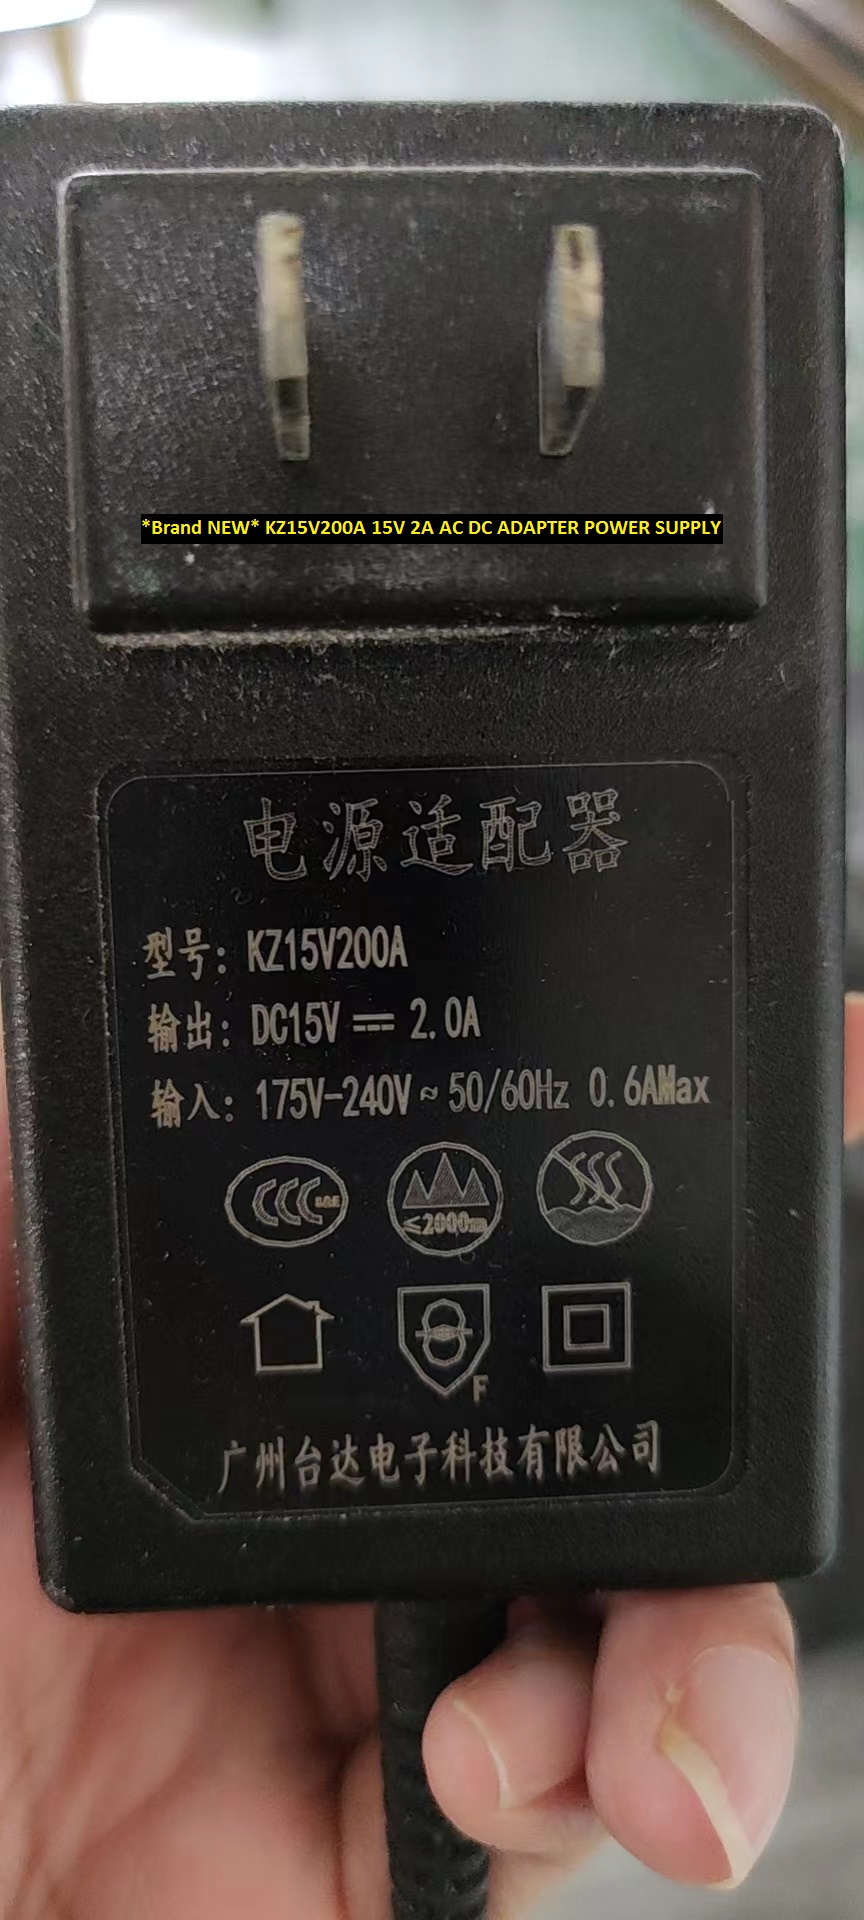 *Brand NEW* KZ15V200A 15V 2A AC DC ADAPTER POWER SUPPLY
电源适配器
型号: KZ15V200A
输出: DC15V ⎓ 2.0A
输入: 175V-240V ~ 50/60Hz 0.6AMax
≤2000m
F
广州台达电子科技有限公司